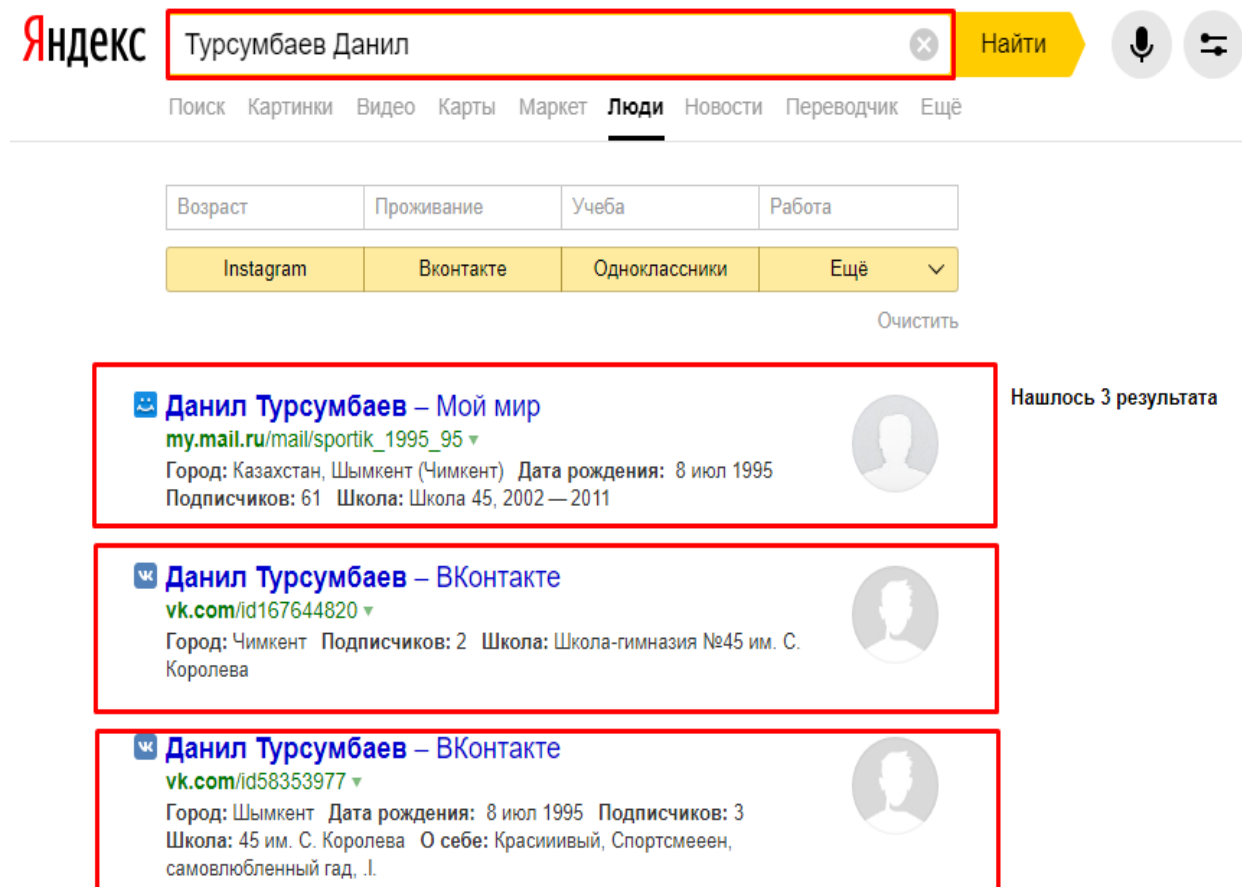 Яндекс Турсумбаев Данил Найти
Поиск Картинки Видео Карты Маркет Люди Новости Переводчик Ещё
Возраст Проживание Учеба Работа
Instagram Вконтакте Одноклассники Ещё
Очистить
Нашлось 3 результата
Данил Турсумбаев – Мой мир
my.mail.ru/mail/sportik_1995_95
Город: Казахстан, Шымкент (Чимкент) Дата рождения: 8 июл 1995
Подписчиков: 61 Школа: Школа 45, 2002 — 2011
Данил Турсумбаев – ВКонтакте
vk.com/id167644820
Город: Чимкент Подписчиков: 2 Школа: Школа-гимназия №45 им. С.
Королева
Данил Турсумбаев – ВКонтакте
vk.com/id58353977
Город: Шымкент Дата рождения: 8 июл 1995 Подписчиков: 3
Школа: 45 им. С. Королева О себе: Красииивый, Спортсмееен,
самовлюбленный гад, .I.